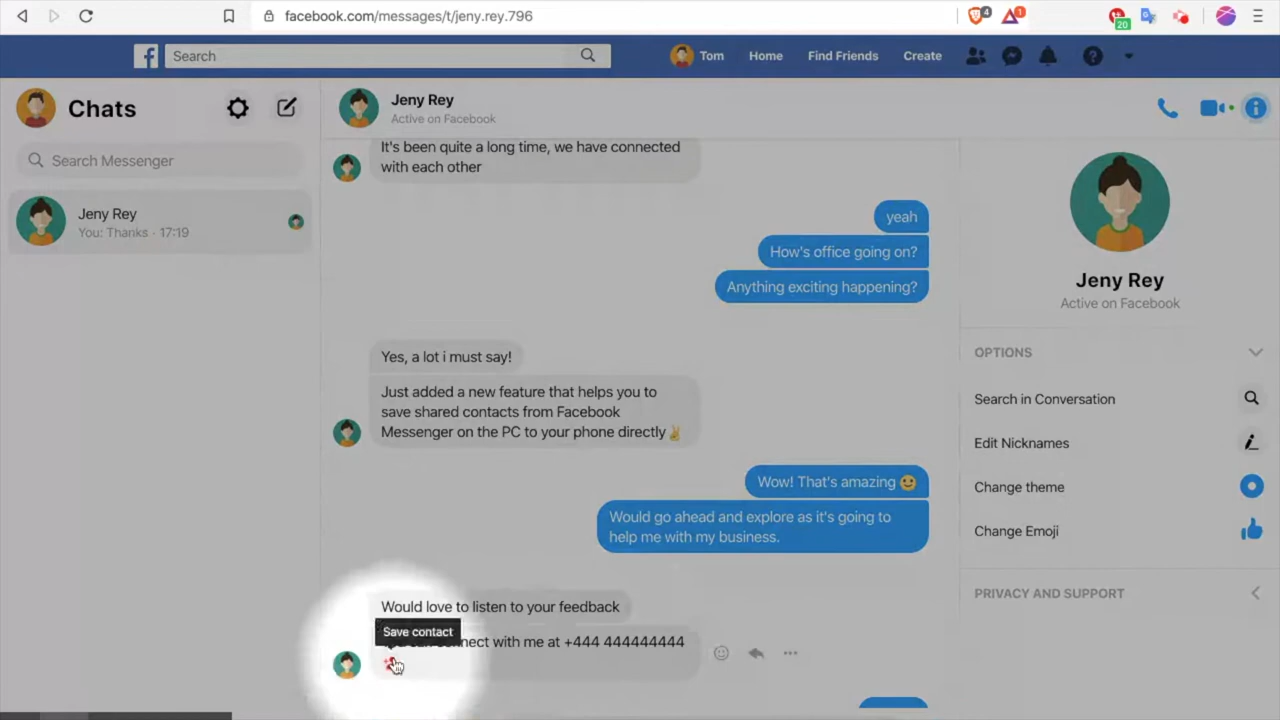 facebook.com/messages/t/jeny.rey.796
4
1
20
f
Search
Tom
Home
Find Friends
Create
Chats
Search Messenger
Jeny Rey
You: Thanks · 17:19
Jeny Rey
Active on Facebook
It's been quite a long time, we have connected
with each other
yeah
How's office going on?
Anything exciting happening?
Yes, a lot i must say!
Just added a new feature that helps you to
save shared contacts from Facebook
Messenger on the PC to your phone directly✌
Wow! That's amazing 🙂
Would go ahead and explore as it's going to
help me with my business.
Would love to listen to your feedback
Save contact
with me at +444 444444444
Jeny Rey
Active on Facebook
OPTIONS
Search in Conversation
Edit Nicknames
Change theme
Change Emoji
PRIVACY AND SUPPORT